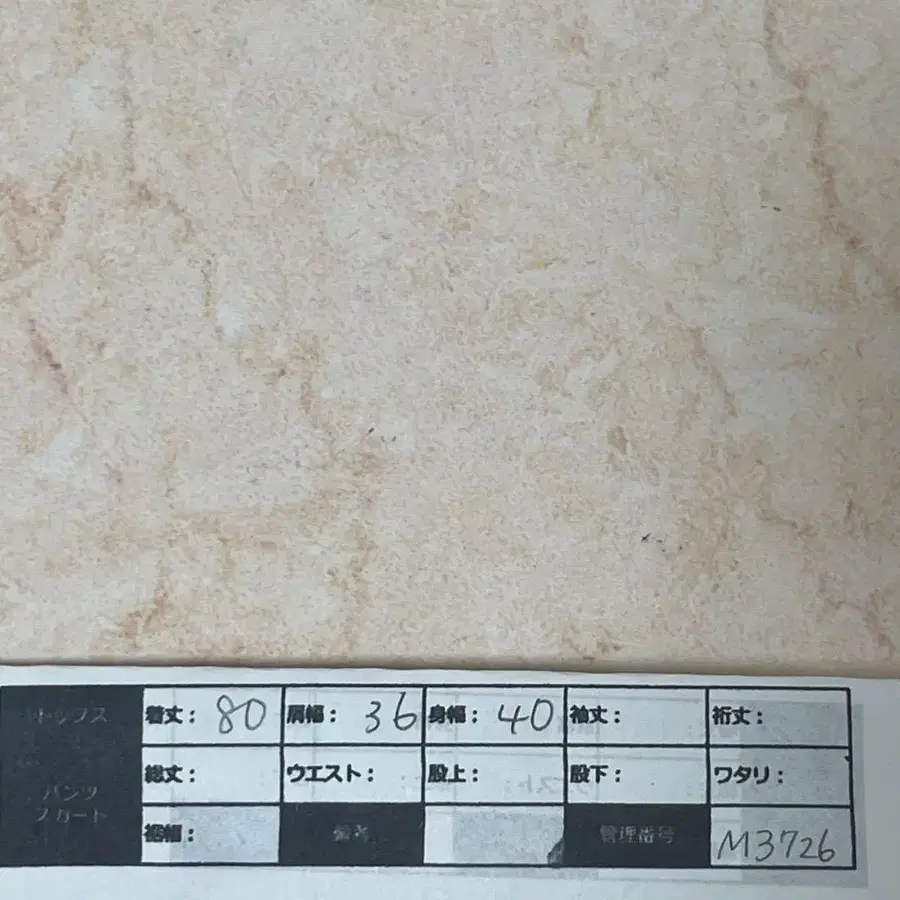 トップス 着丈: 80 肩幅: 36 身幅: 40 袖丈: 裄丈:
パンツ スカート 総丈: ウエスト: 股上: 股下: ワタリ:
裾幅: 備考 管理番号 M3726